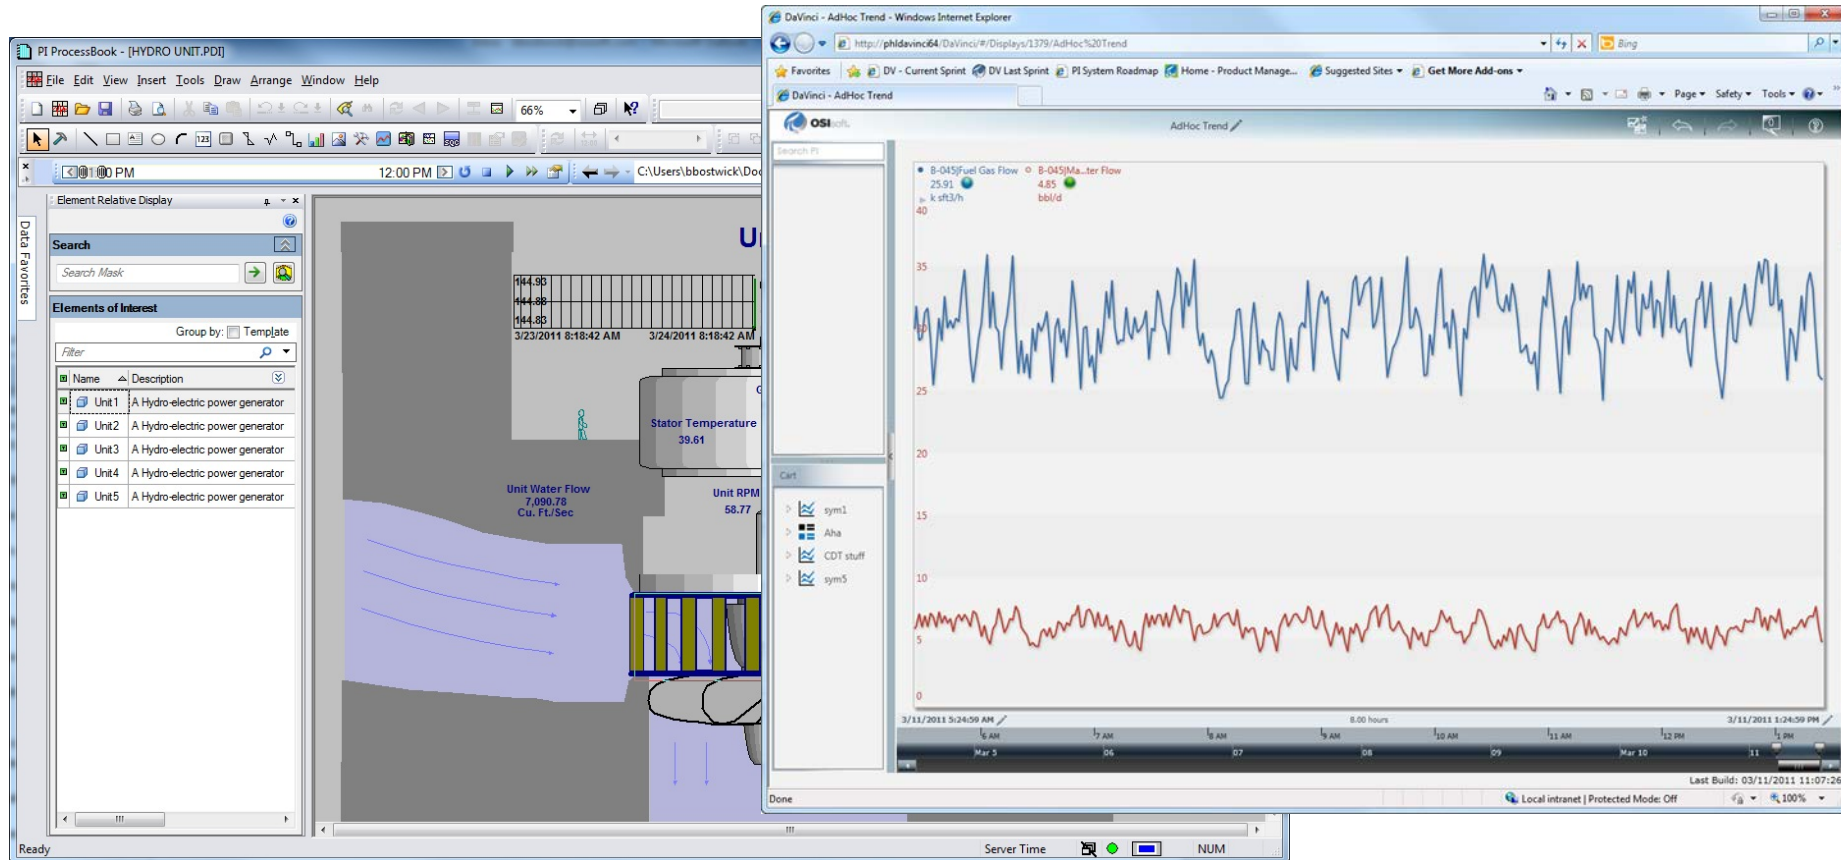 PI ProcessBook - [HYDRO UNIT.PDI]
File Edit View Insert Tools Draw Arrange Window Help
66%
123
12:00 PM
C:\Users\bbostwick\Doc
Data Favorites
Element Relative Display
Search
Search Mask
Elements of Interest
Group by: Template
Filter
Name Description
Unit1 A Hydro-electric power generator
Unit2 A Hydro-electric power generator
Unit3 A Hydro-electric power generator
Unit4 A Hydro-electric power generator
Unit5 A Hydro-electric power generator
144.93
144.88
144.83
3/23/2011 8:18:42 AM 3/24/2011 8:18:42 AM
Stator Temperature
39.61
Unit Water Flow
7,090.78
Cu. Ft./Sec
Unit RPM
58.77
Ready
Server Time NUM
DaVinci - AdHoc Trend - Windows Internet Explorer
http://phldavinci64/DaVinci/#/Displays/1379/AdHoc%20Trend
Bing
Favorites DV - Current Sprint DV Last Sprint PI System Roadmap Home - Product Manage... Suggested Sites Get More Add-ons
DaVinci - AdHoc Trend
Page Safety Tools
OSIsoft.
AdHoc Trend
Search PI
B-045|Fuel Gas Flow B-045|Ma...ter Flow
25.91 4.85
k sft3/h bbl/d
40
35
30
25
20
15
10
5
0
Cart
sym1
Aha
CDT stuff
sym5
3/11/2011 5:24:59 AM 8.00 hours 3/11/2011 1:24:59 PM
6 AM 7 AM 8 AM 9 AM 10 AM 11 AM 12 PM 1 PM
Mar 5 06 07 08 09 Mar 10 11
Last Build: 03/11/2011 11:07:26
Done
Local intranet | Protected Mode: Off 100%